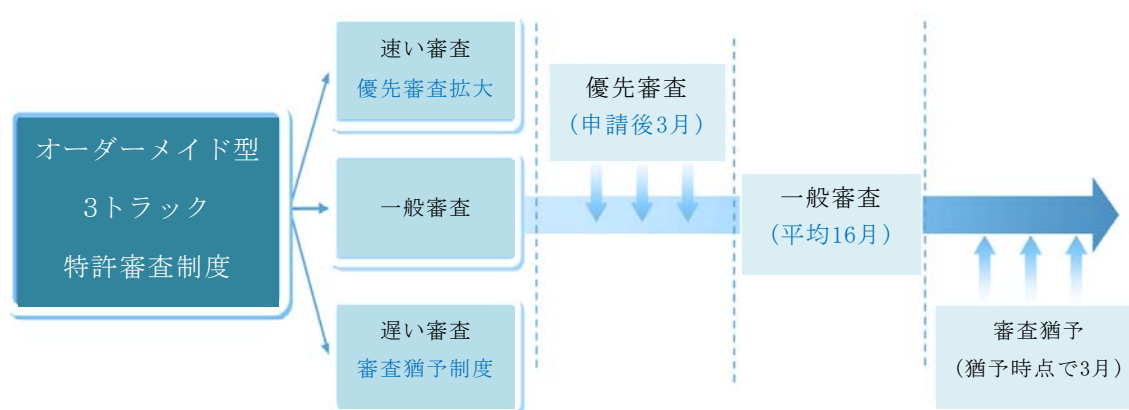 オーダーメイド型
3トラック
特許審査制度
速い審査
優先審査拡大
一般審査
遅い審査
審査猶予制度
優先審査
(申請後3月)
一般審査
(平均16月)
審査猶予
(猶予時点で3月)